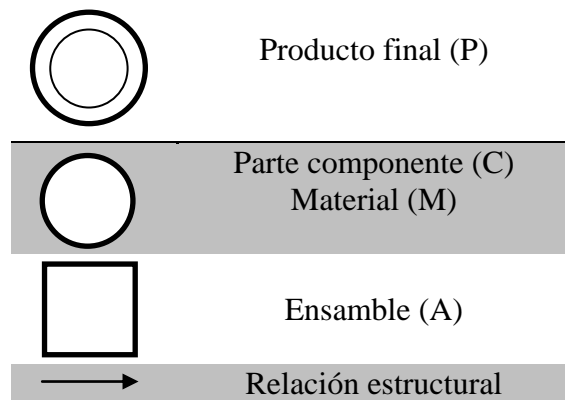 Producto final (P)
Parte componente (C)
Material (M)
Ensamble (A)
Relación estructural